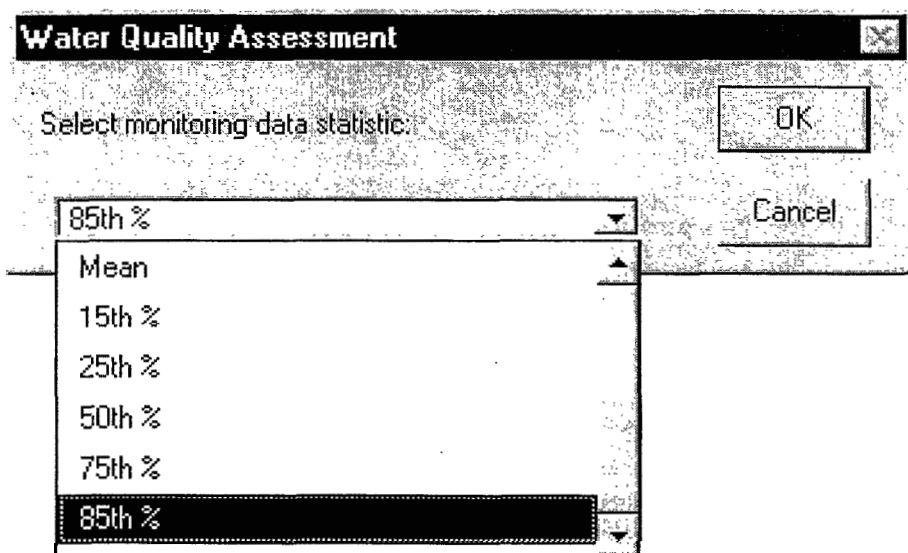 Water Quality Assessment
Select monitoring data statistic:
OK
85th %
Cancel
Mean
15th %
25th %
50th %
75th %
85th %